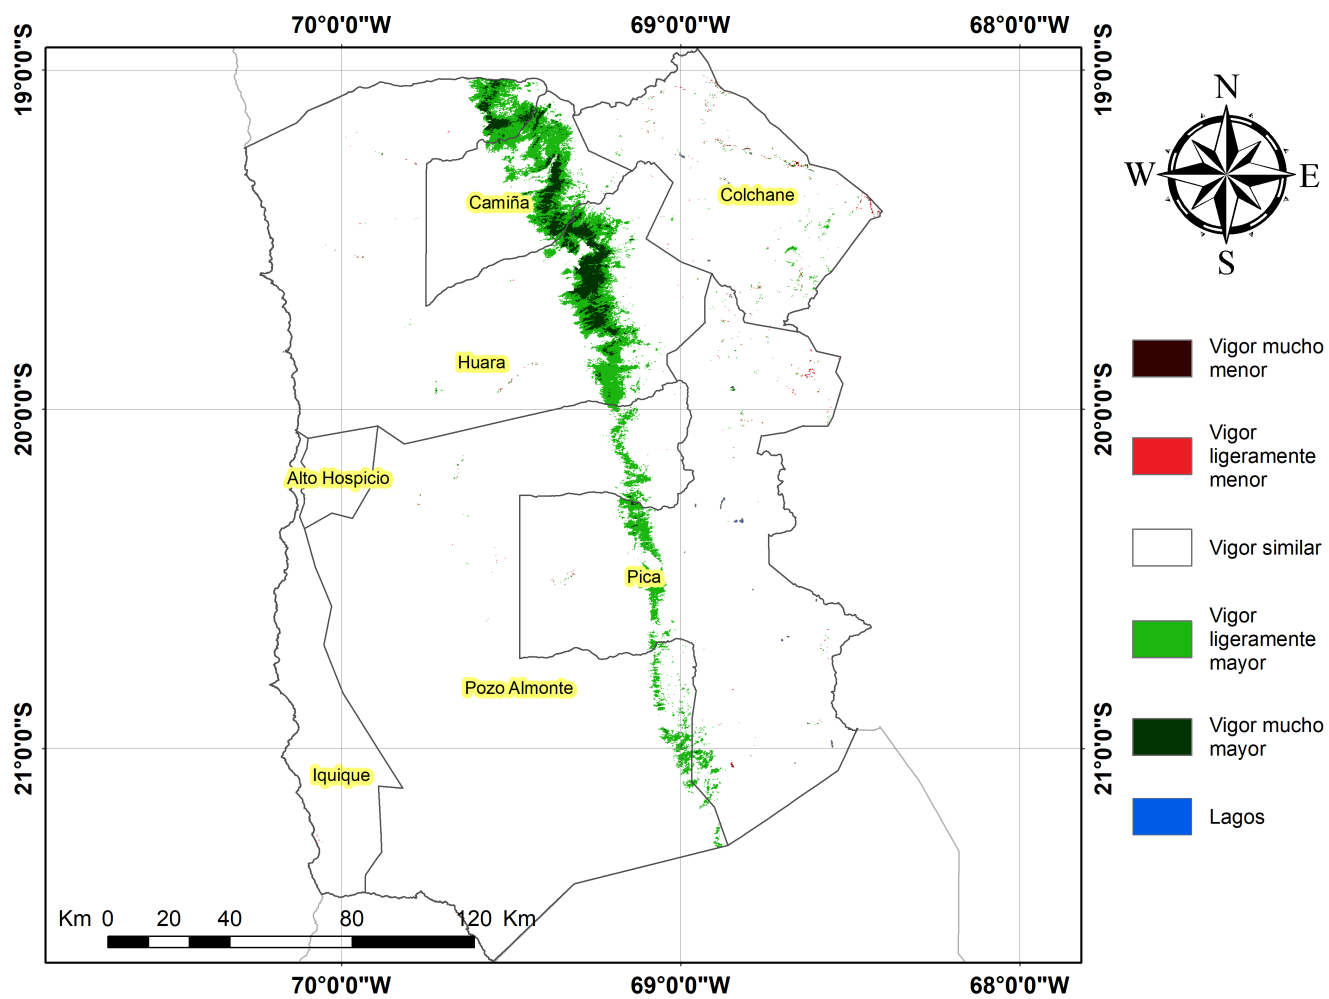 70°0'0"W
69°0'0"W
68°0'0"W
19°0'0"S
19°0'0"S
N
W
E
S
Camiña
Colchane
Huara
20°0'0"S
20°0'0"S
Alto Hospicio
Pica
Pozo Almonte
21°0'0"S
21°0'0"S
Iquique
Km 0 20 40 80 120 Km
70°0'0"W
69°0'0"W
68°0'0"W
Vigor mucho
menor
Vigor
ligeramente
menor
Vigor similar
Vigor
ligeramente
mayor
Vigor mucho
mayor
Lagos